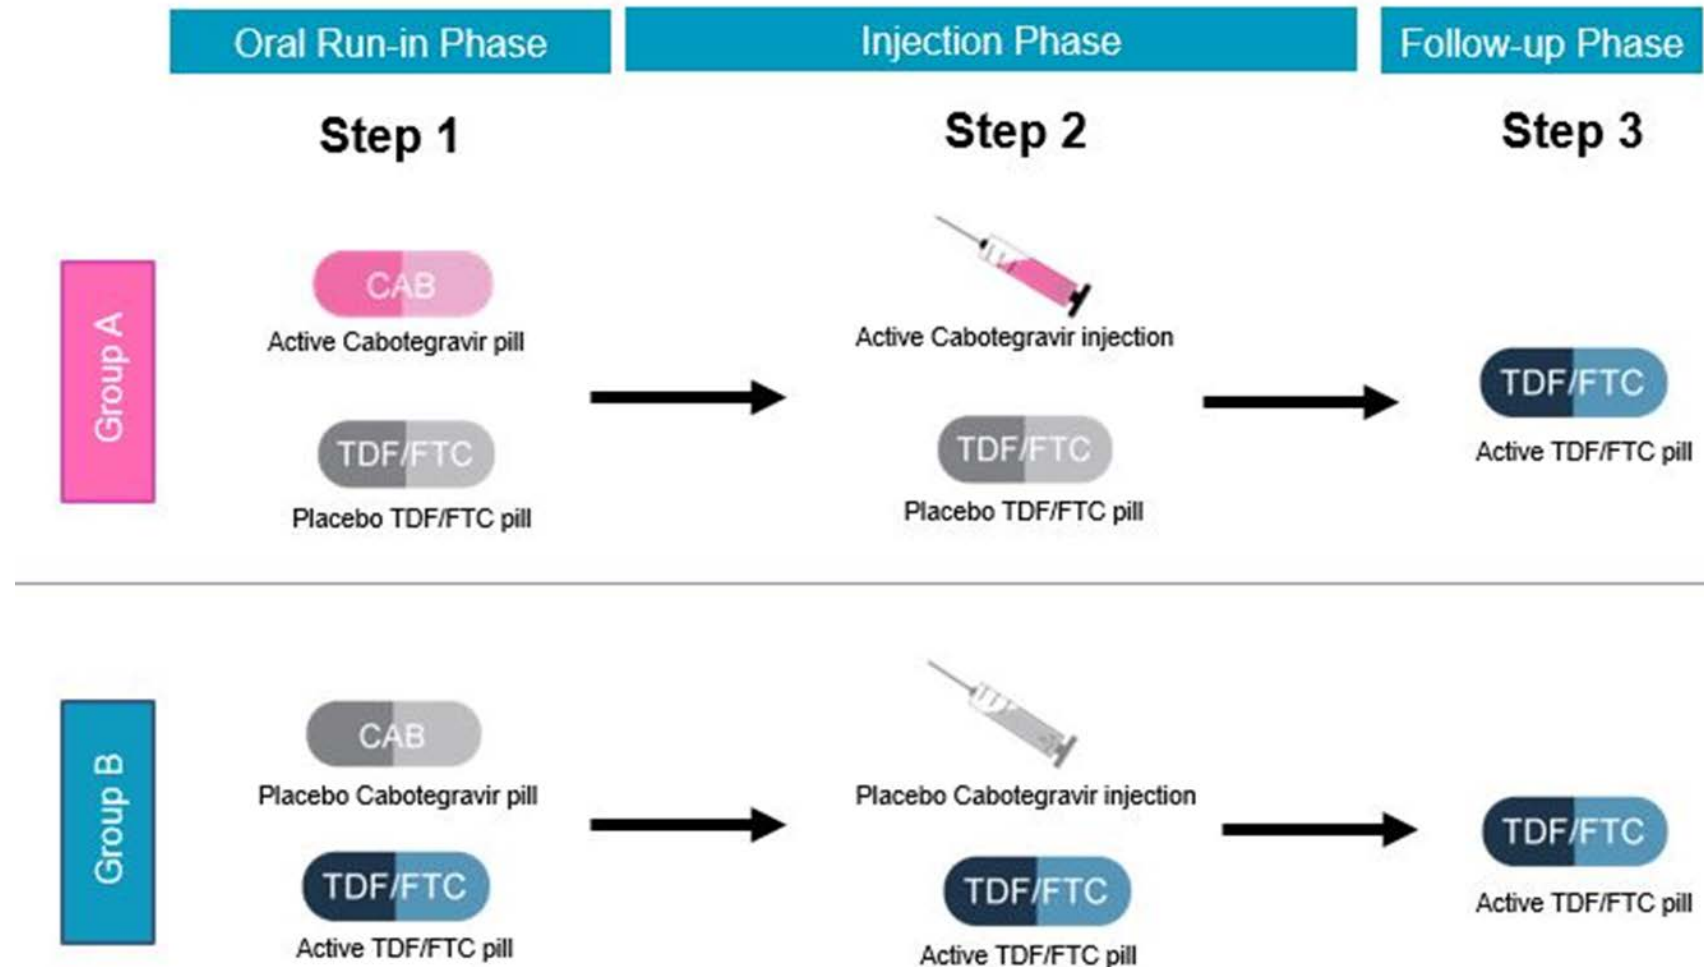 Oral Run-in Phase
Injection Phase
Follow-up Phase
Step 1
Step 2
Step 3
Group A
CAB
Active Cabotegravir pill
TDF/FTC
Placebo TDF/FTC pill
Active Cabotegravir injection
TDF/FTC
Placebo TDF/FTC pill
TDF/FTC
Active TDF/FTC pill
Group B
CAB
Placebo Cabotegravir pill
TDF/FTC
Active TDF/FTC pill
Placebo Cabotegravir injection
TDF/FTC
Active TDF/FTC pill
TDF/FTC
Active TDF/FTC pill